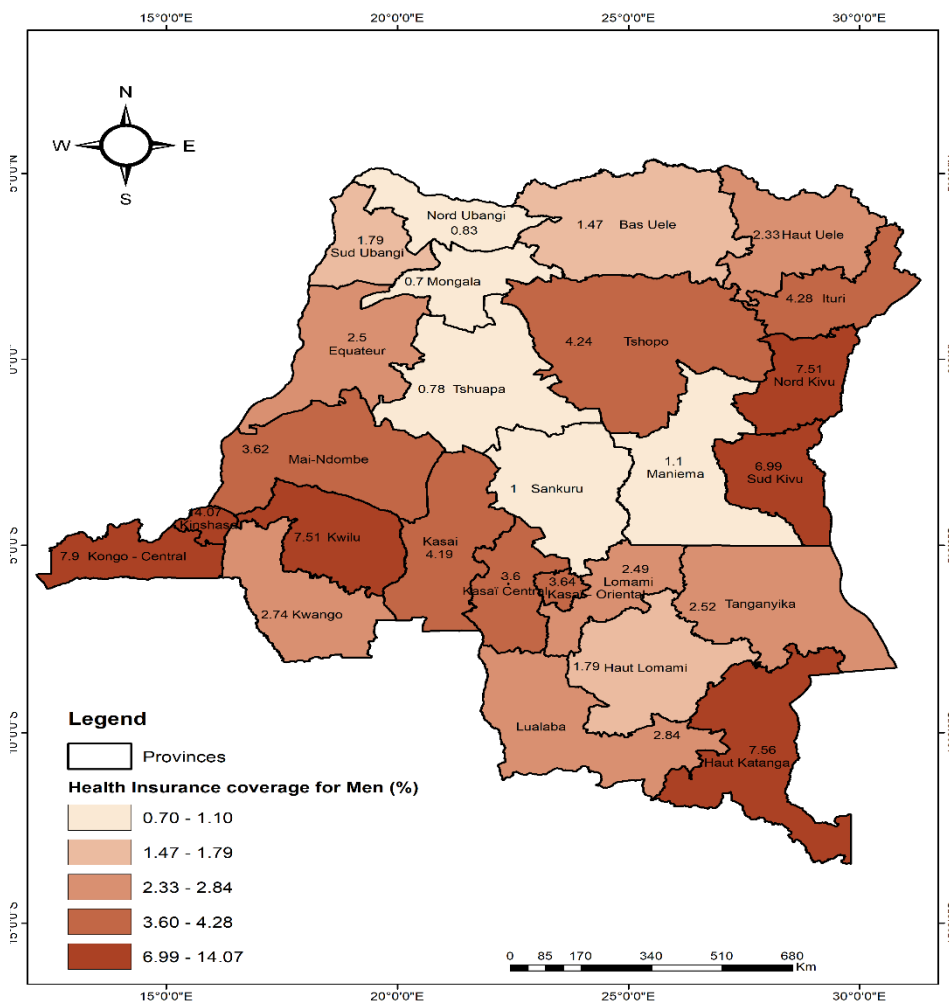 15°0'0"E 20°0'0"E 25°0'0"E 30°0'0"E
N
W E
S
Nord Ubangi
0.83
1.79
Sud Ubangi
0.7 Mongala
1.47 Bas Uele
2.33 Haut Uele
4.28 Ituri
2.5
Equateur
4.24 Tshopo
0.78 Tshuapa
7.51
Nord Kivu
3.62
Mai-Ndombe
1 Sankuru
1.1
Maniema
6.99
Sud Kivu
14.07
Kinshasa
7.9 Kongo - Central
7.51 Kwilu
Kasai
4.19
3.6
Kasaï Central
3.64
Kasai
2.49
Lomami
Oriental
2.52 Tanganyika
2.74 Kwango
1.79 Haut Lomami
Lualaba
2.84
7.56
Haut Katanga
Legend
Provinces
Health Insurance coverage for Men (%)
0.70 - 1.10
1.47 - 1.79
2.33 - 2.84
3.60 - 4.28
6.99 - 14.07
0 85 170 340 510 680
Km
15°0'0"E 20°0'0"E 25°0'0"E 30°0'0"E